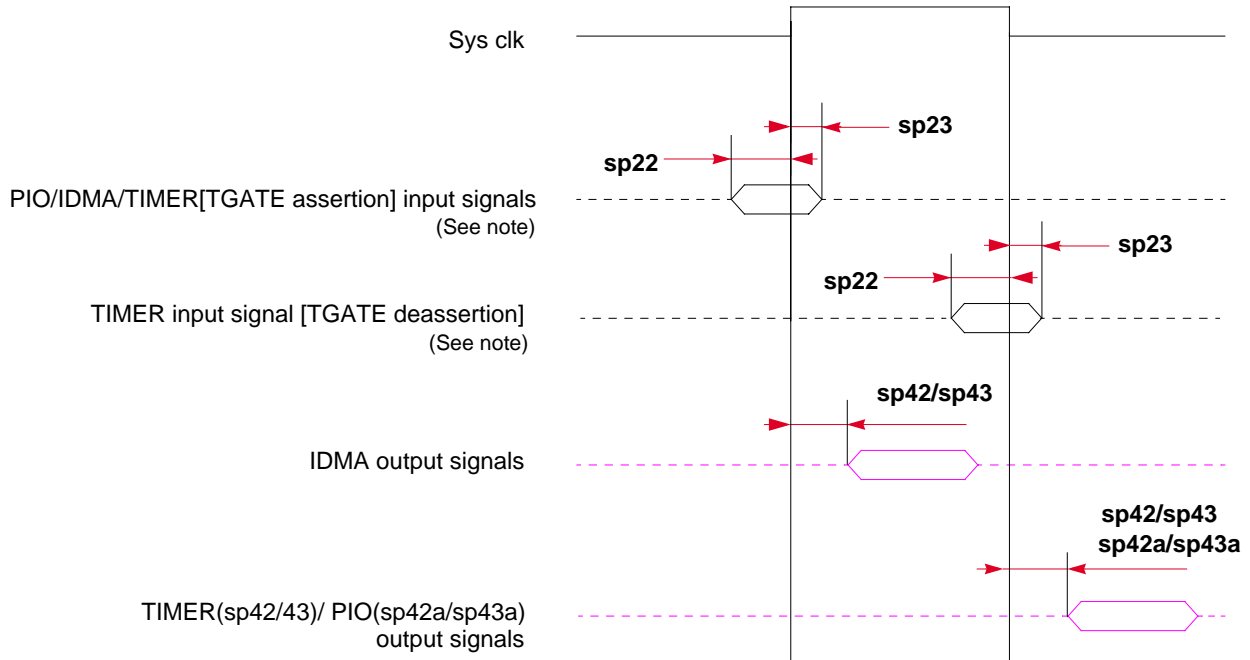 Sys clk
sp23
sp22
PIO/IDMA/TIMER[TGATE assertion] input signals
(See note)
sp23
sp22
TIMER input signal [TGATE deassertion]
(See note)
sp42/sp43
IDMA output signals
sp42/sp43
sp42a/sp43a
TIMER(sp42/43)/ PIO(sp42a/sp43a)
output signals